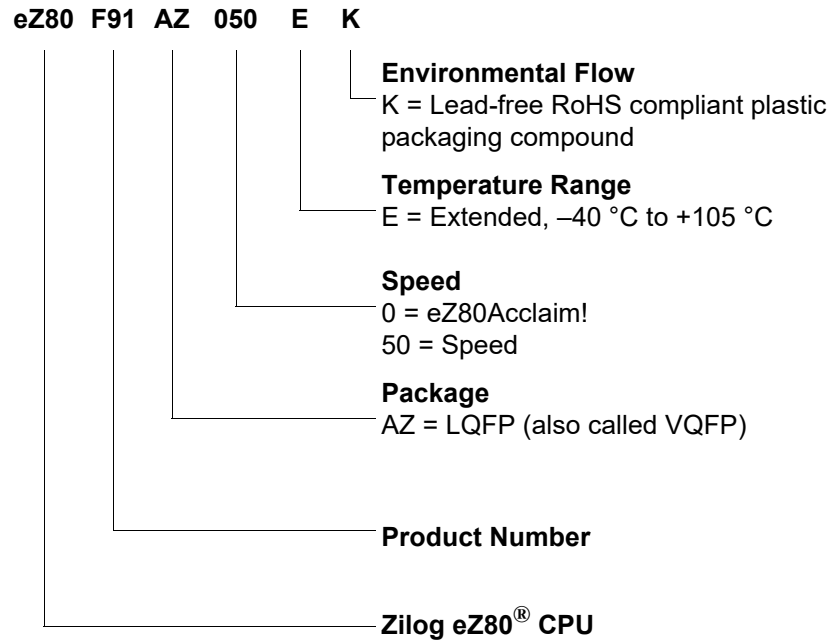 eZ80 F91 AZ 050 E K
Environmental Flow
K = Lead-free RoHS compliant plastic
packaging compound
Temperature Range
E = Extended, –40 °C to +105 °C
Speed
0 = eZ80Acclaim!
50 = Speed
Package
AZ = LQFP (also called VQFP)
Product Number
Zilog eZ80® CPU